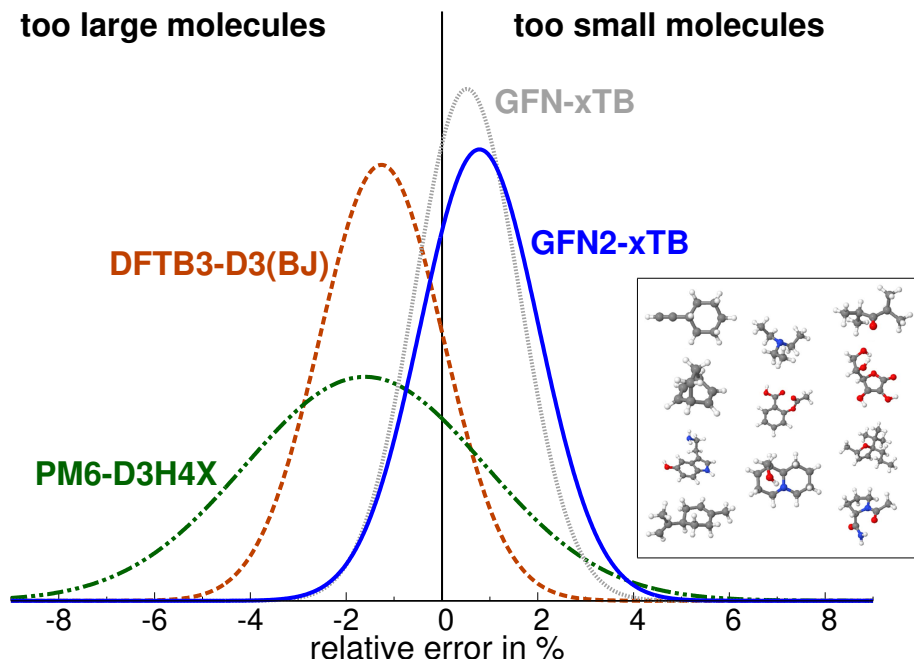 too large molecules
too small molecules
GFN-xTB
GFN2-xTB
DFTB3-D3(BJ)
PM6-D3H4X
-8 -6 -4 -2 0 2 4 6 8
relative error in %